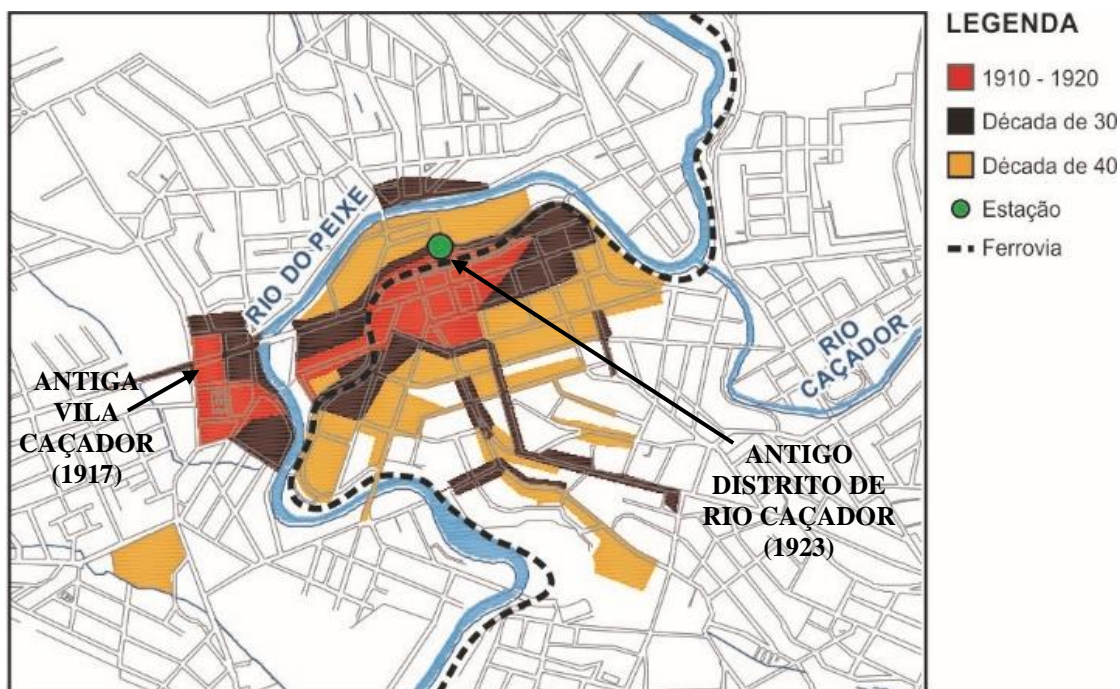 LEGENDA
1910 - 1920
Década de 30
Década de 40
Estação
Ferrovia
RIO DO PEIXE
RIO
CAÇADOR
ANTIGA
VILA
CAÇADOR
(1917)
ANTIGO
DISTRITO DE
RIO CAÇADOR
(1923)